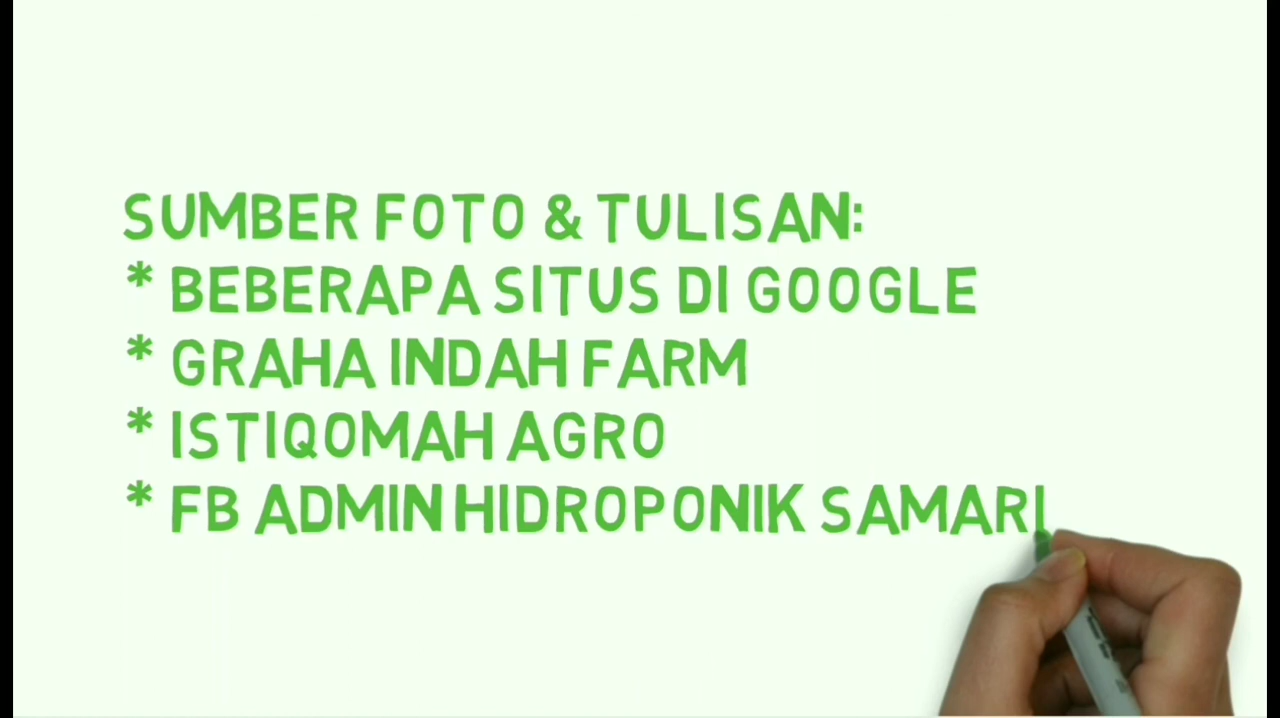 SUMBER FOTO & TULISAN:
* BEBERAPA SITUS DI GOOGLE
* GRAHA INDAH FARM
* ISTIQOMAH AGRO
* FB ADMIN HIDROPONIK SAMARI